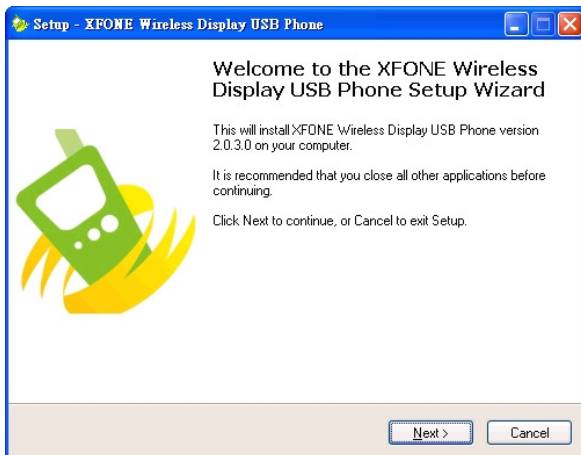 Setup - XFONE Wireless Display USB Phone
Welcome to the XFONE Wireless
Display USB Phone Setup Wizard
This will install XFONE Wireless Display USB Phone version
2.0.3.0 on your computer.
It is recommended that you close all other applications before
continuing.
Click Next to continue, or Cancel to exit Setup.
Next >
Cancel